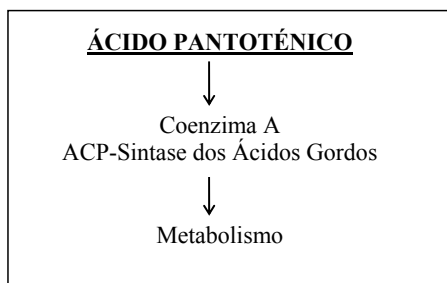 ÁCIDO PANTOTÉNICO
Coenzima A
ACP-Sintase dos Ácidos Gordos
Metabolismo